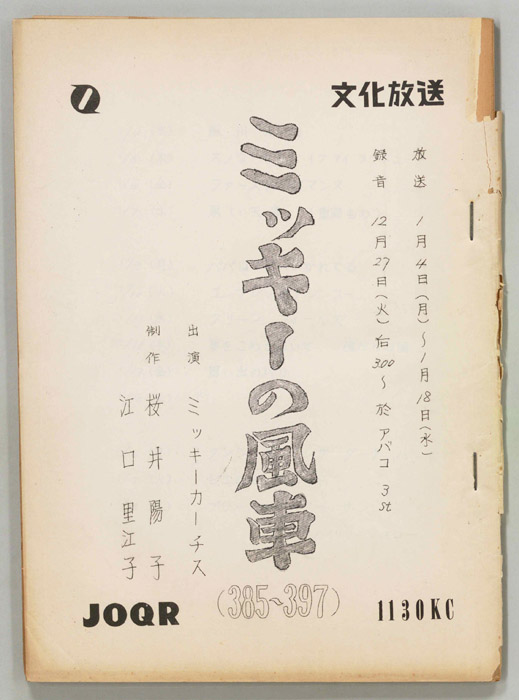 文化放送
放送 1月4日(月)〜1月18日(水)
録音 12月29日(火)后3.00〜 於アバコ 3st
ミッキーの風車
(385〜397)
出演 ミッキーカーチス
制作 桜井陽子
江口里江子
JOQR
1130KC